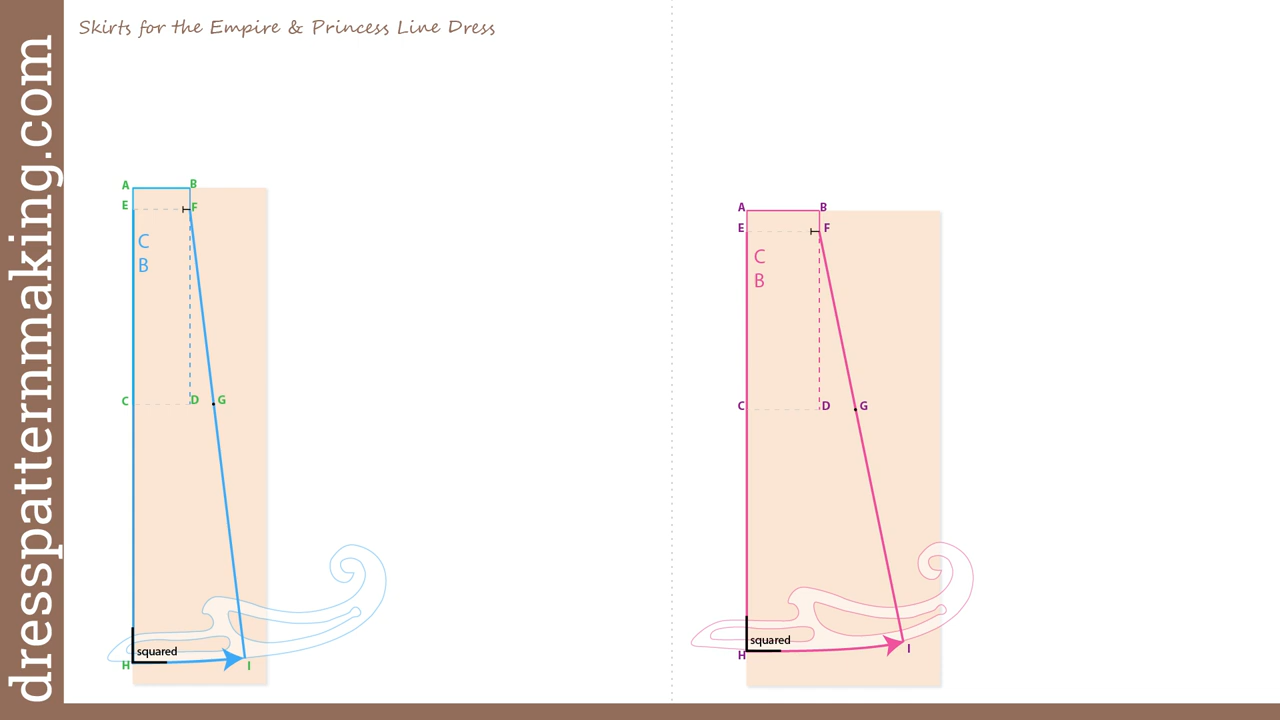 dresspatternmaking.com
Skirts for the Empire & Princess Line Dress
A B
E F
C
B
C D G
squared
H I
A B
E F
C
B
C D G
squared
H I